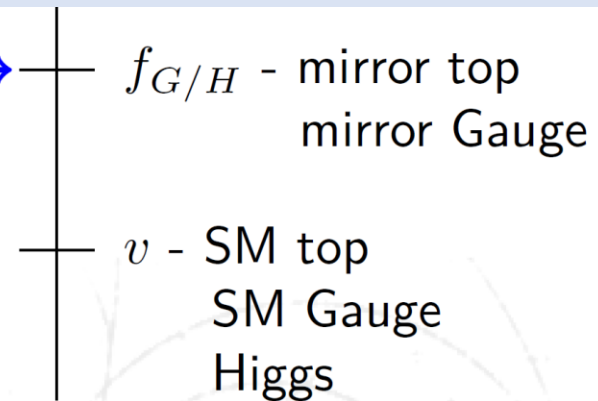 f_{G/H} - mirror top
mirror Gauge
v - SM top
SM Gauge
Higgs